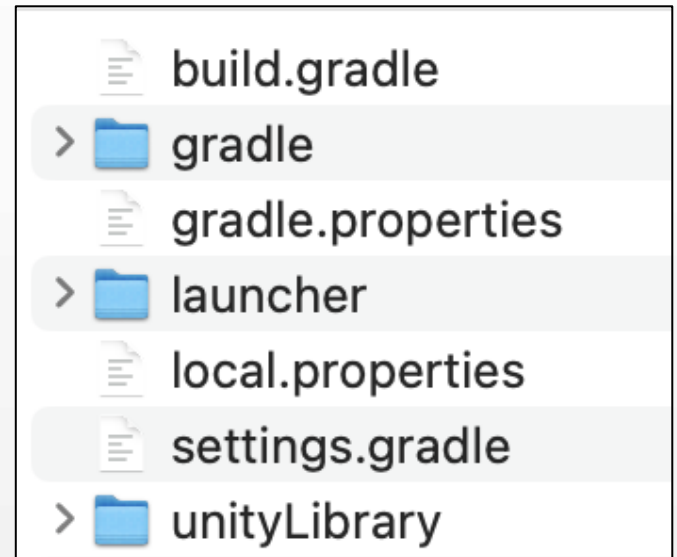 build.gradle
gradle
gradle.properties
launcher
local.properties
settings.gradle
unityLibrary